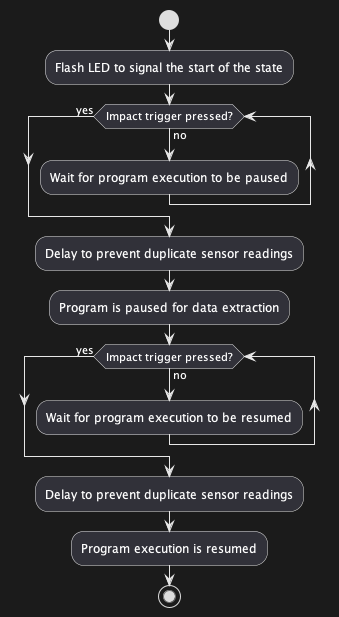 Flash LED to signal the start of the state
yes
Impact trigger pressed?
no
Wait for program execution to be paused
Delay to prevent duplicate sensor readings
Program is paused for data extraction
yes
Impact trigger pressed?
no
Wait for program execution to be resumed
Delay to prevent duplicate sensor readings
Program execution is resumed